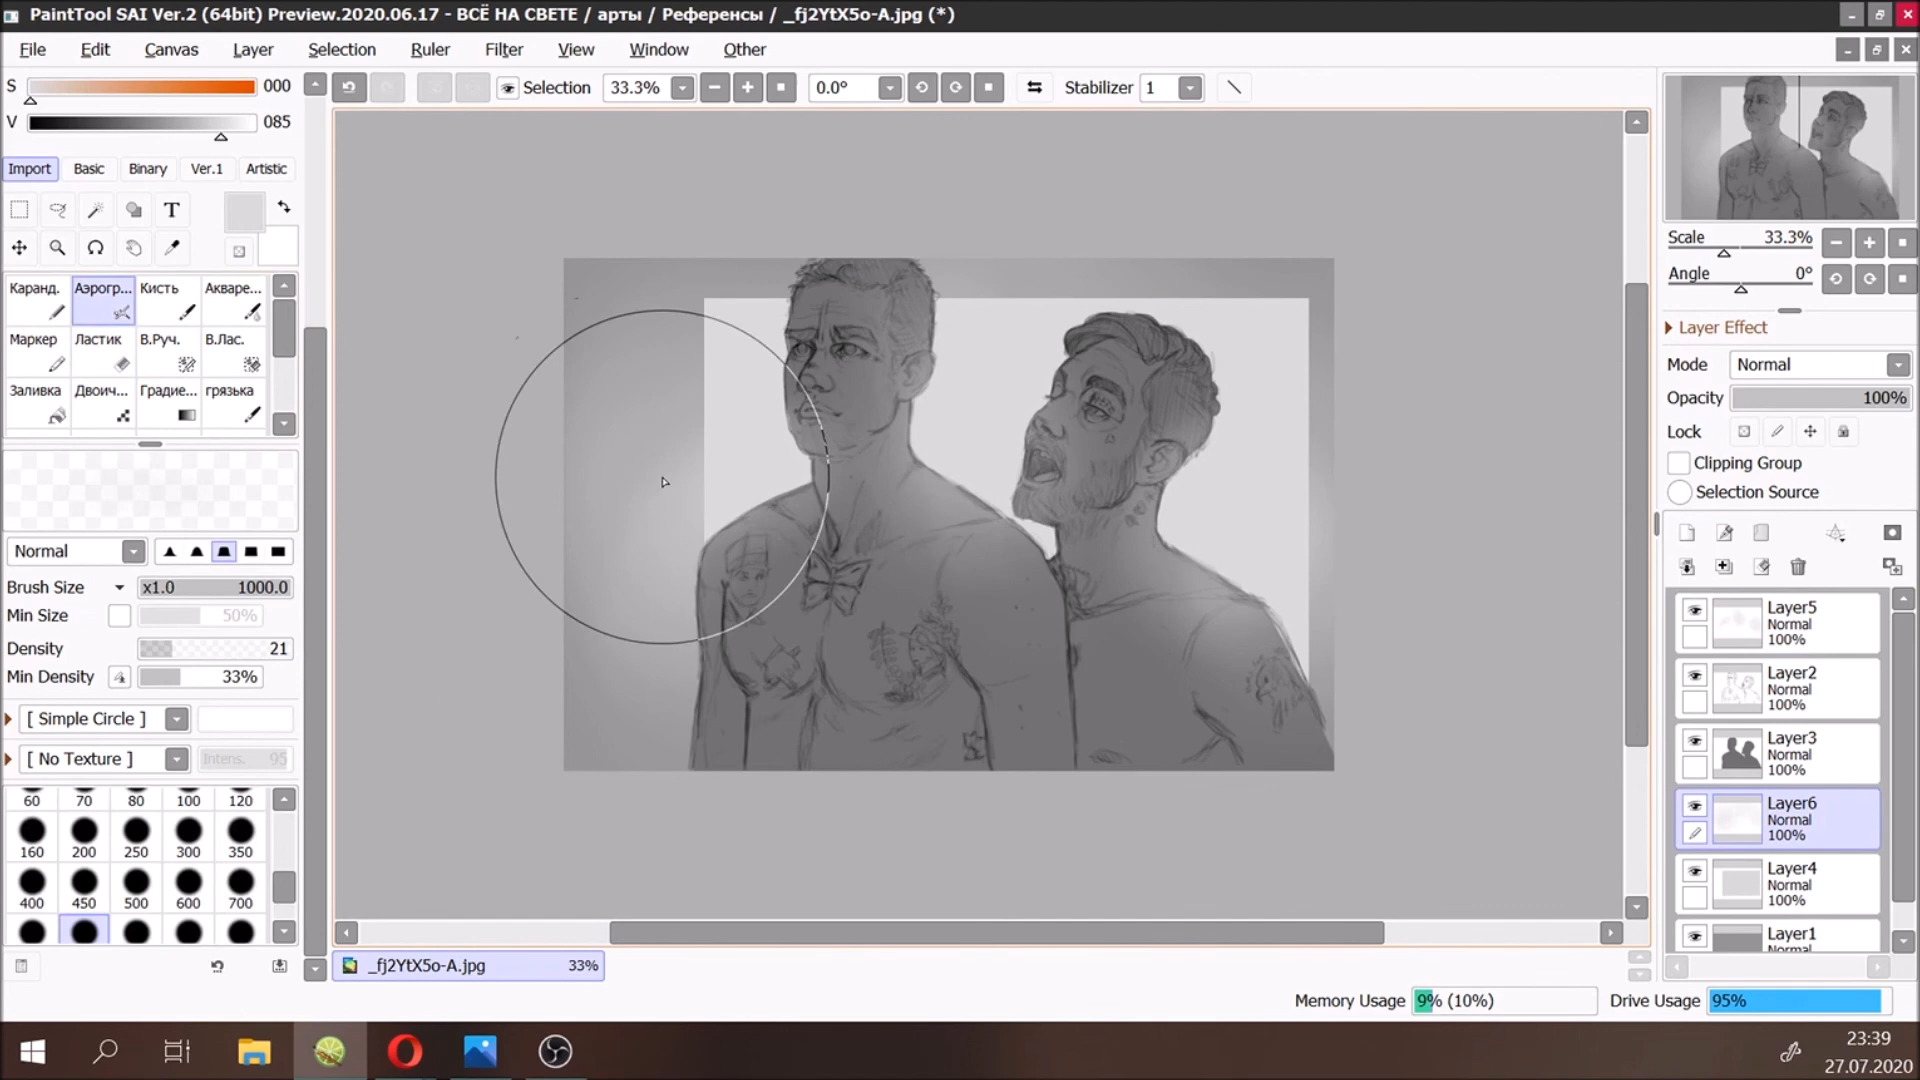 PaintTool SAI Ver.2 (64bit) Preview.2020.06.17 - ВСЁ НА СВЕТЕ / арты / Референсы / _fj2YtX5o-A.jpg (*)
File Edit Canvas Layer Selection Ruler Filter View Window Other
S 000
V 085
Selection 33.3% 0.0° Stabilizer 1
Import Basic Binary Ver.1 Artistic
T
Каранд. Аэрогр... Кисть Акваре...
Маркер Ластик В.Руч. В.Лас.
Заливка Двоич... Градие... грязька
Normal
Brush Size x1.0 1000.0
Min Size 50%
Density 21
Min Density 33%
[ Simple Circle ]
[ No Texture ] Intens. 95
60 70 80 100 120
160 200 250 300 350
400 450 500 600 700
_fj2YtX5o-A.jpg 33%
Scale 33.3%
Angle 0°
Layer Effect
Mode Normal
Opacity 100%
Lock
Clipping Group
Selection Source
Layer5
Normal
100%
Layer2
Normal
100%
Layer3
Normal
100%
Layer6
Normal
100%
Layer4
Normal
100%
Layer1
Normal
Memory Usage 9% (10%) Drive Usage 95%
23:39
27.07.2020